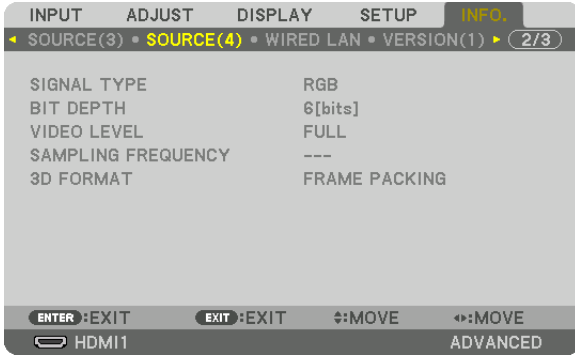 INPUT ADJUST DISPLAY SETUP INFO.
◄ SOURCE(3) • SOURCE(4) • WIRED LAN • VERSION(1) ► 2/3
SIGNAL TYPE RGB
BIT DEPTH 6[bits]
VIDEO LEVEL FULL
SAMPLING FREQUENCY ---
3D FORMAT FRAME PACKING
ENTER :EXIT EXIT :EXIT ♦:MOVE ◂▸:MOVE
HDMI1 ADVANCED